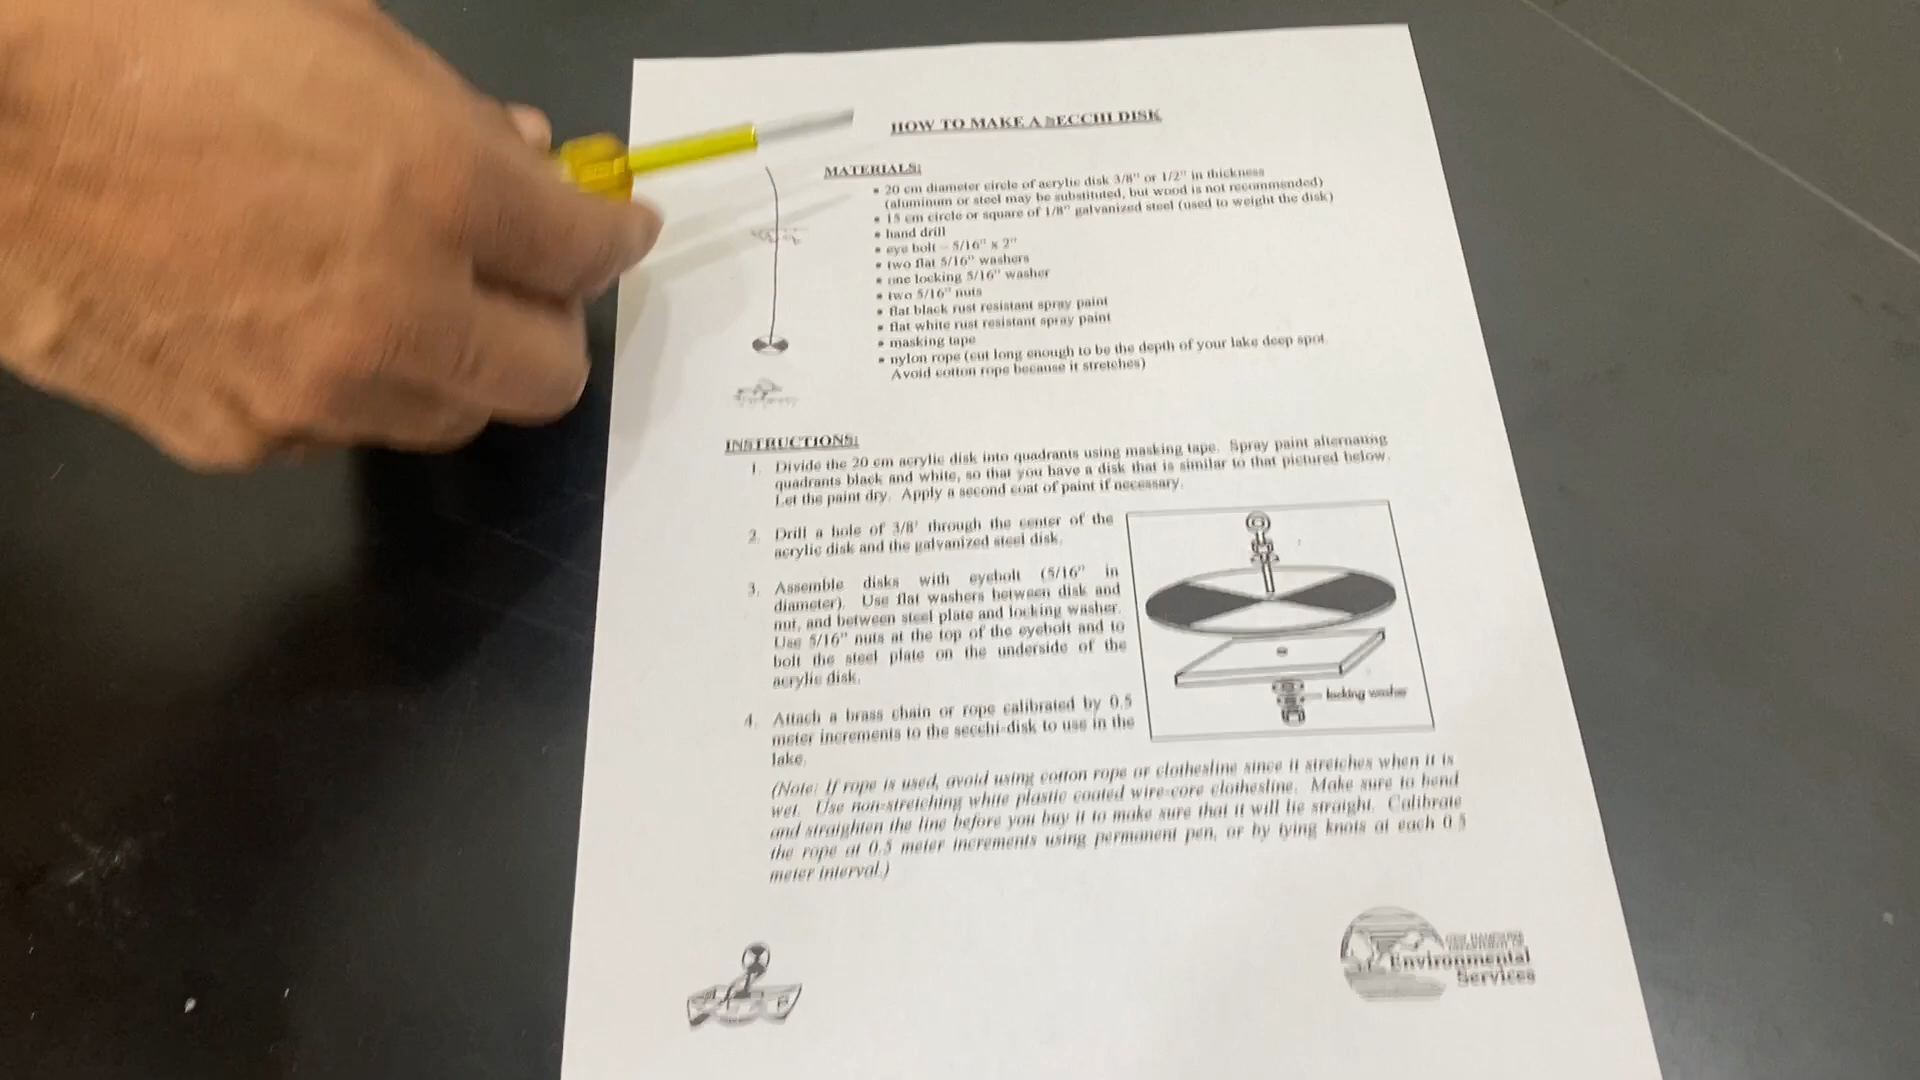 HOW TO MAKE A SECCHI DISK
MATERIALS:
• 20 cm diameter circle of acrylic disk 3/8" or 1/2" in thickness
(aluminum or steel may be substituted, but wood is not recommended)
• 15 cm circle or square of 1/8" galvanized steel (used to weight the disk)
• hand drill
• eye bolt – 5/16" x 2"
• two flat 5/16" washers
• one locking 5/16" washer
• two 5/16" nuts
• flat black rust resistant spray paint
• flat white rust resistant spray paint
• masking tape
• nylon rope (cut long enough to be the depth of your lake deep spot.
Avoid cotton rope because it stretches)
INSTRUCTIONS:
1. Divide the 20 cm acrylic disk into quadrants using masking tape. Spray paint alternating
quadrants black and white, so that you have a disk that is similar to that pictured below.
Let the paint dry. Apply a second coat of paint if necessary.
2. Drill a hole of 3/8' through the center of the
acrylic disk and the galvanized steel disk.
3. Assemble disks with eyebolt (5/16" in
diameter). Use flat washers between disk and
nut, and between steel plate and locking washer.
Use 5/16" nuts at the top of the eyebolt and to
bolt the steel plate on the underside of the
acrylic disk.
locking washer
4. Attach a brass chain or rope calibrated by 0.5
meter increments to the secchi-disk to use in the
lake.
(Note: If rope is used, avoid using cotton rope or clothesline since it stretches when it is
wet. Use non-stretching white plastic coated wire-core clothesline. Make sure to bend
and straighten the line before you buy it to make sure that it will lie straight. Calibrate
the rope at 0.5 meter increments using permanent pen, or by tying knots at each 0.5
meter interval.)
NEW HAMPSHIRE
DEPARTMENT OF
Environmental
Services